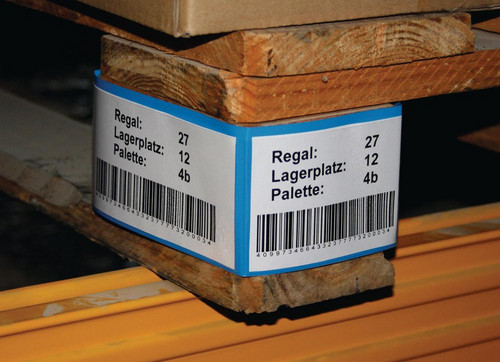 Regal: 27
Lagerplatz: 12
Palette: 4b
Regal: 27
Lagerplatz: 12
Palette: 4b